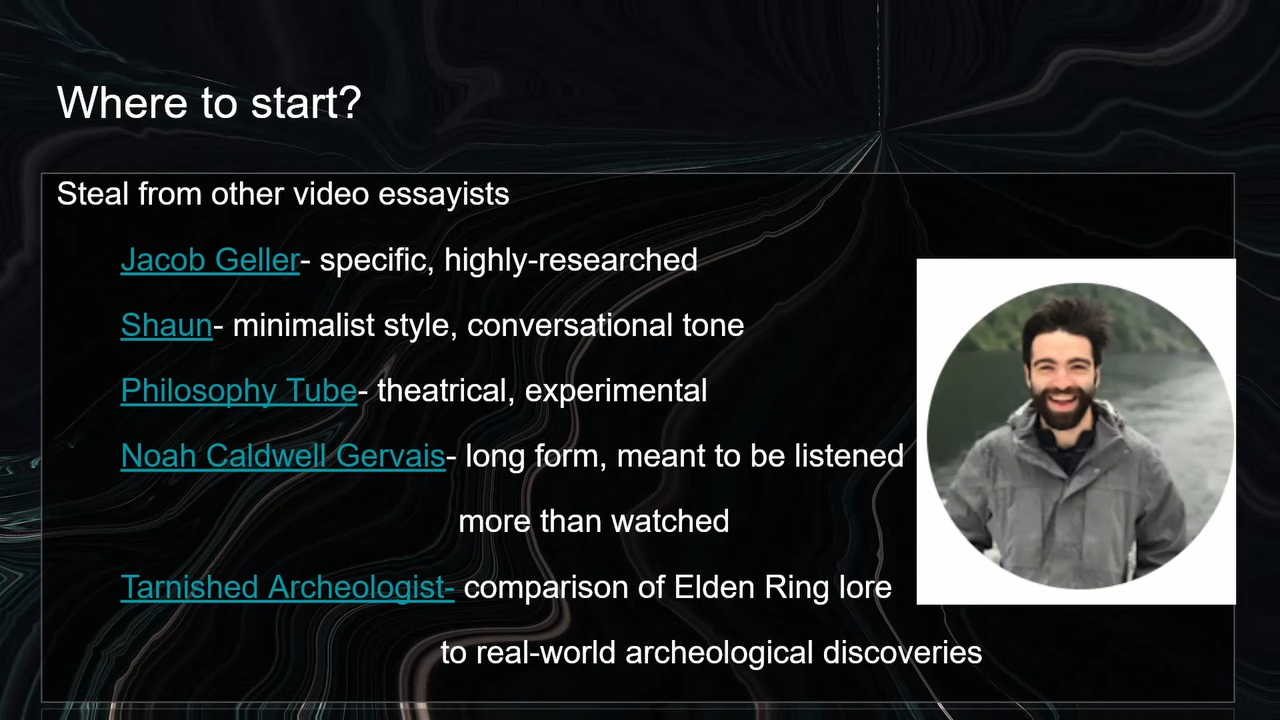 Where to start?
Steal from other video essayists
Jacob Geller- specific, highly-researched
Shaun- minimalist style, conversational tone
Philosophy Tube- theatrical, experimental
Noah Caldwell Gervais- long form, meant to be listened
more than watched
Tarnished Archeologist- comparison of Elden Ring lore
to real-world archeological discoveries